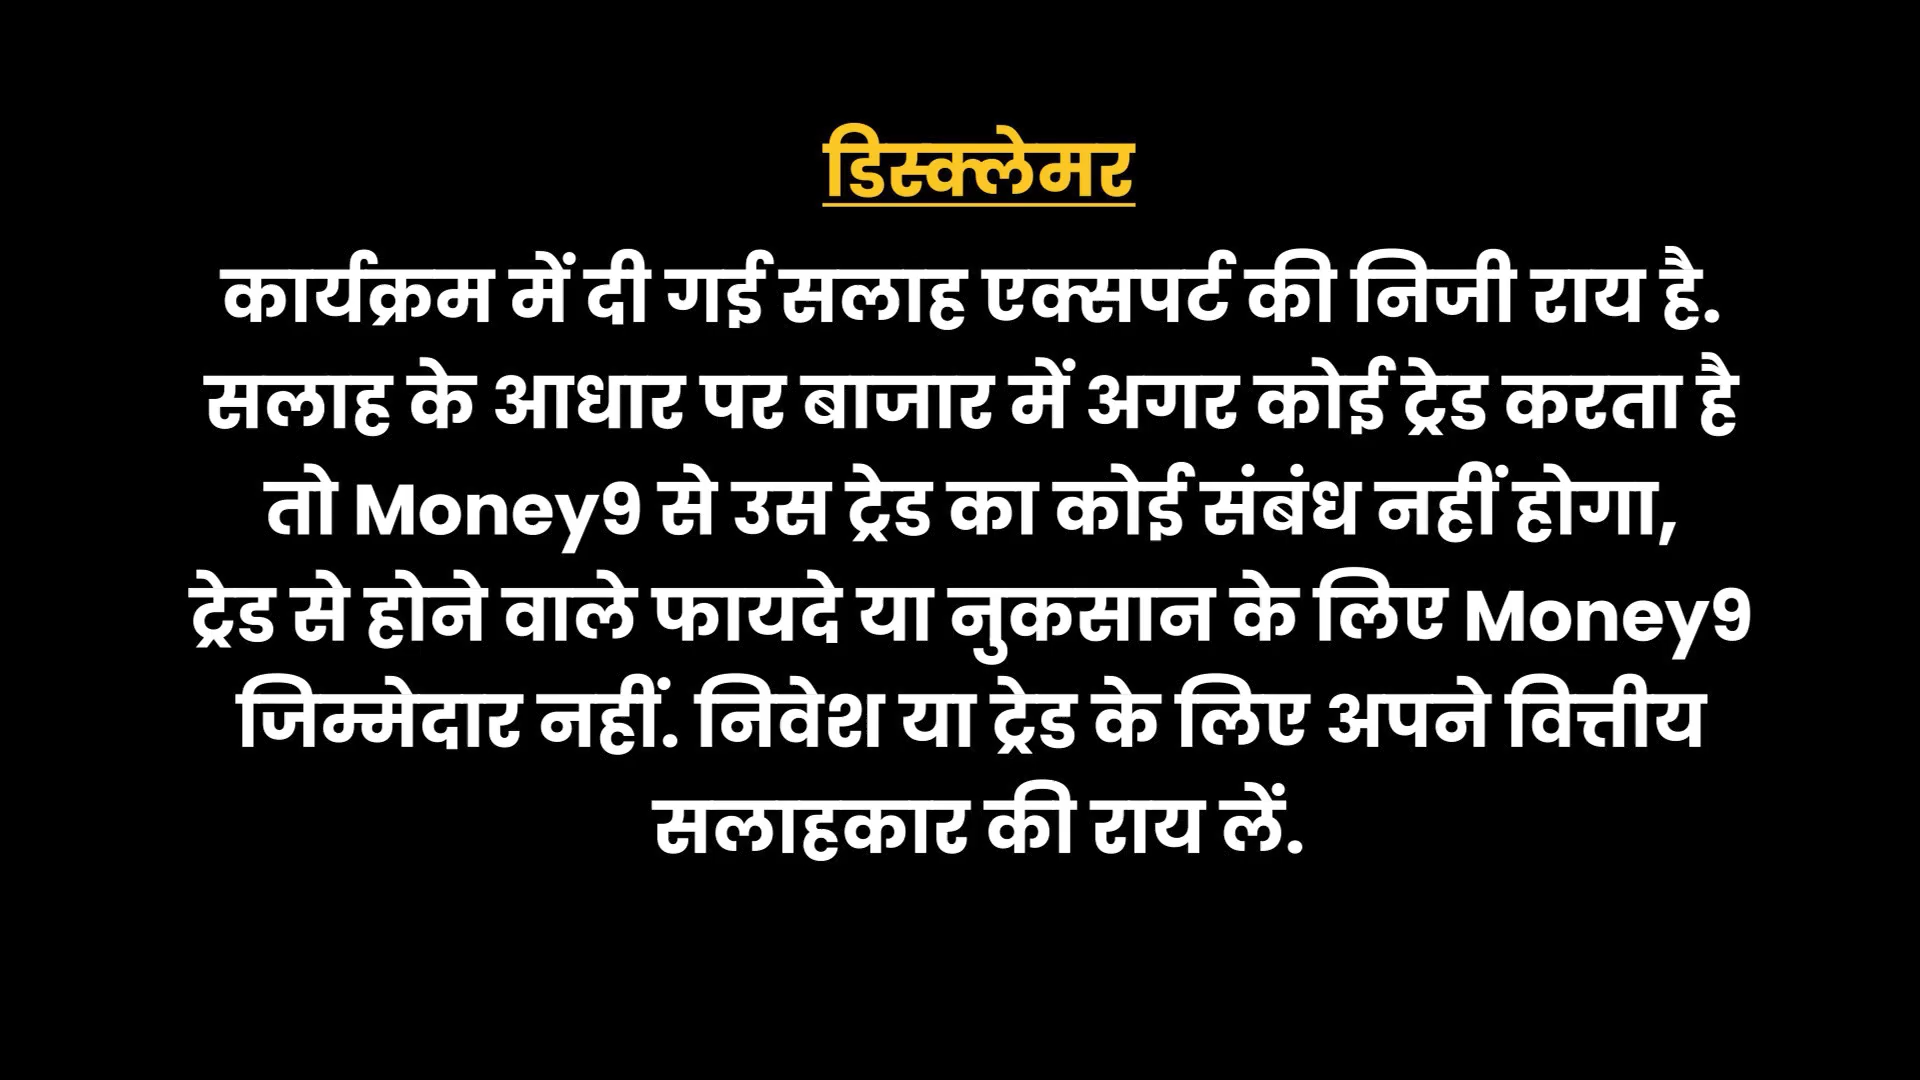 डिस्क्लेमर
कार्यक्रम में दी गई सलाह एक्सपर्ट की निजी राय है.
सलाह के आधार पर बाजार में अगर कोई ट्रेड करता है
तो Money9 से उस ट्रेड का कोई संबंध नहीं होगा,
ट्रेड से होने वाले फायदे या नुकसान के लिए Money9
जिम्मेदार नहीं. निवेश या ट्रेड के लिए अपने वित्तीय
सलाहकार की राय लें.